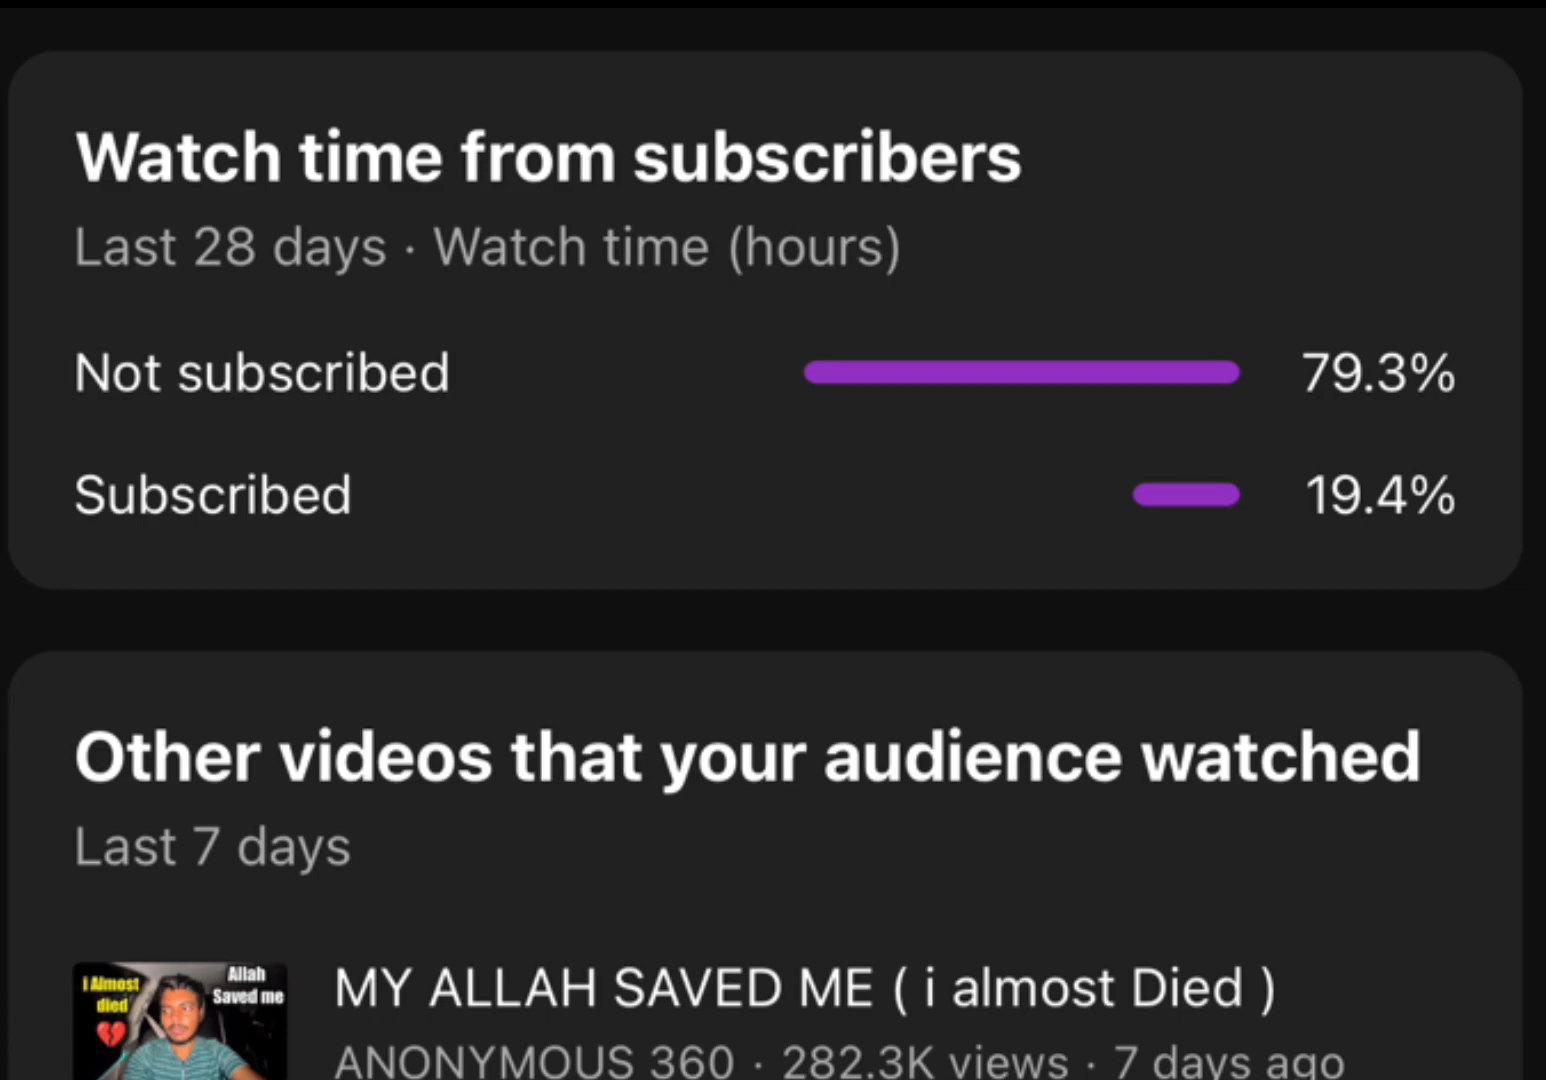 Watch time from subscribers
Last 28 days · Watch time (hours)
Not subscribed 79.3%
Subscribed 19.4%
Other videos that your audience watched
Last 7 days
i Almost
died
Allah
Saved me
MY ALLAH SAVED ME ( i almost Died )
ANONYMOUS 360 · 282.3K views · 7 days ago